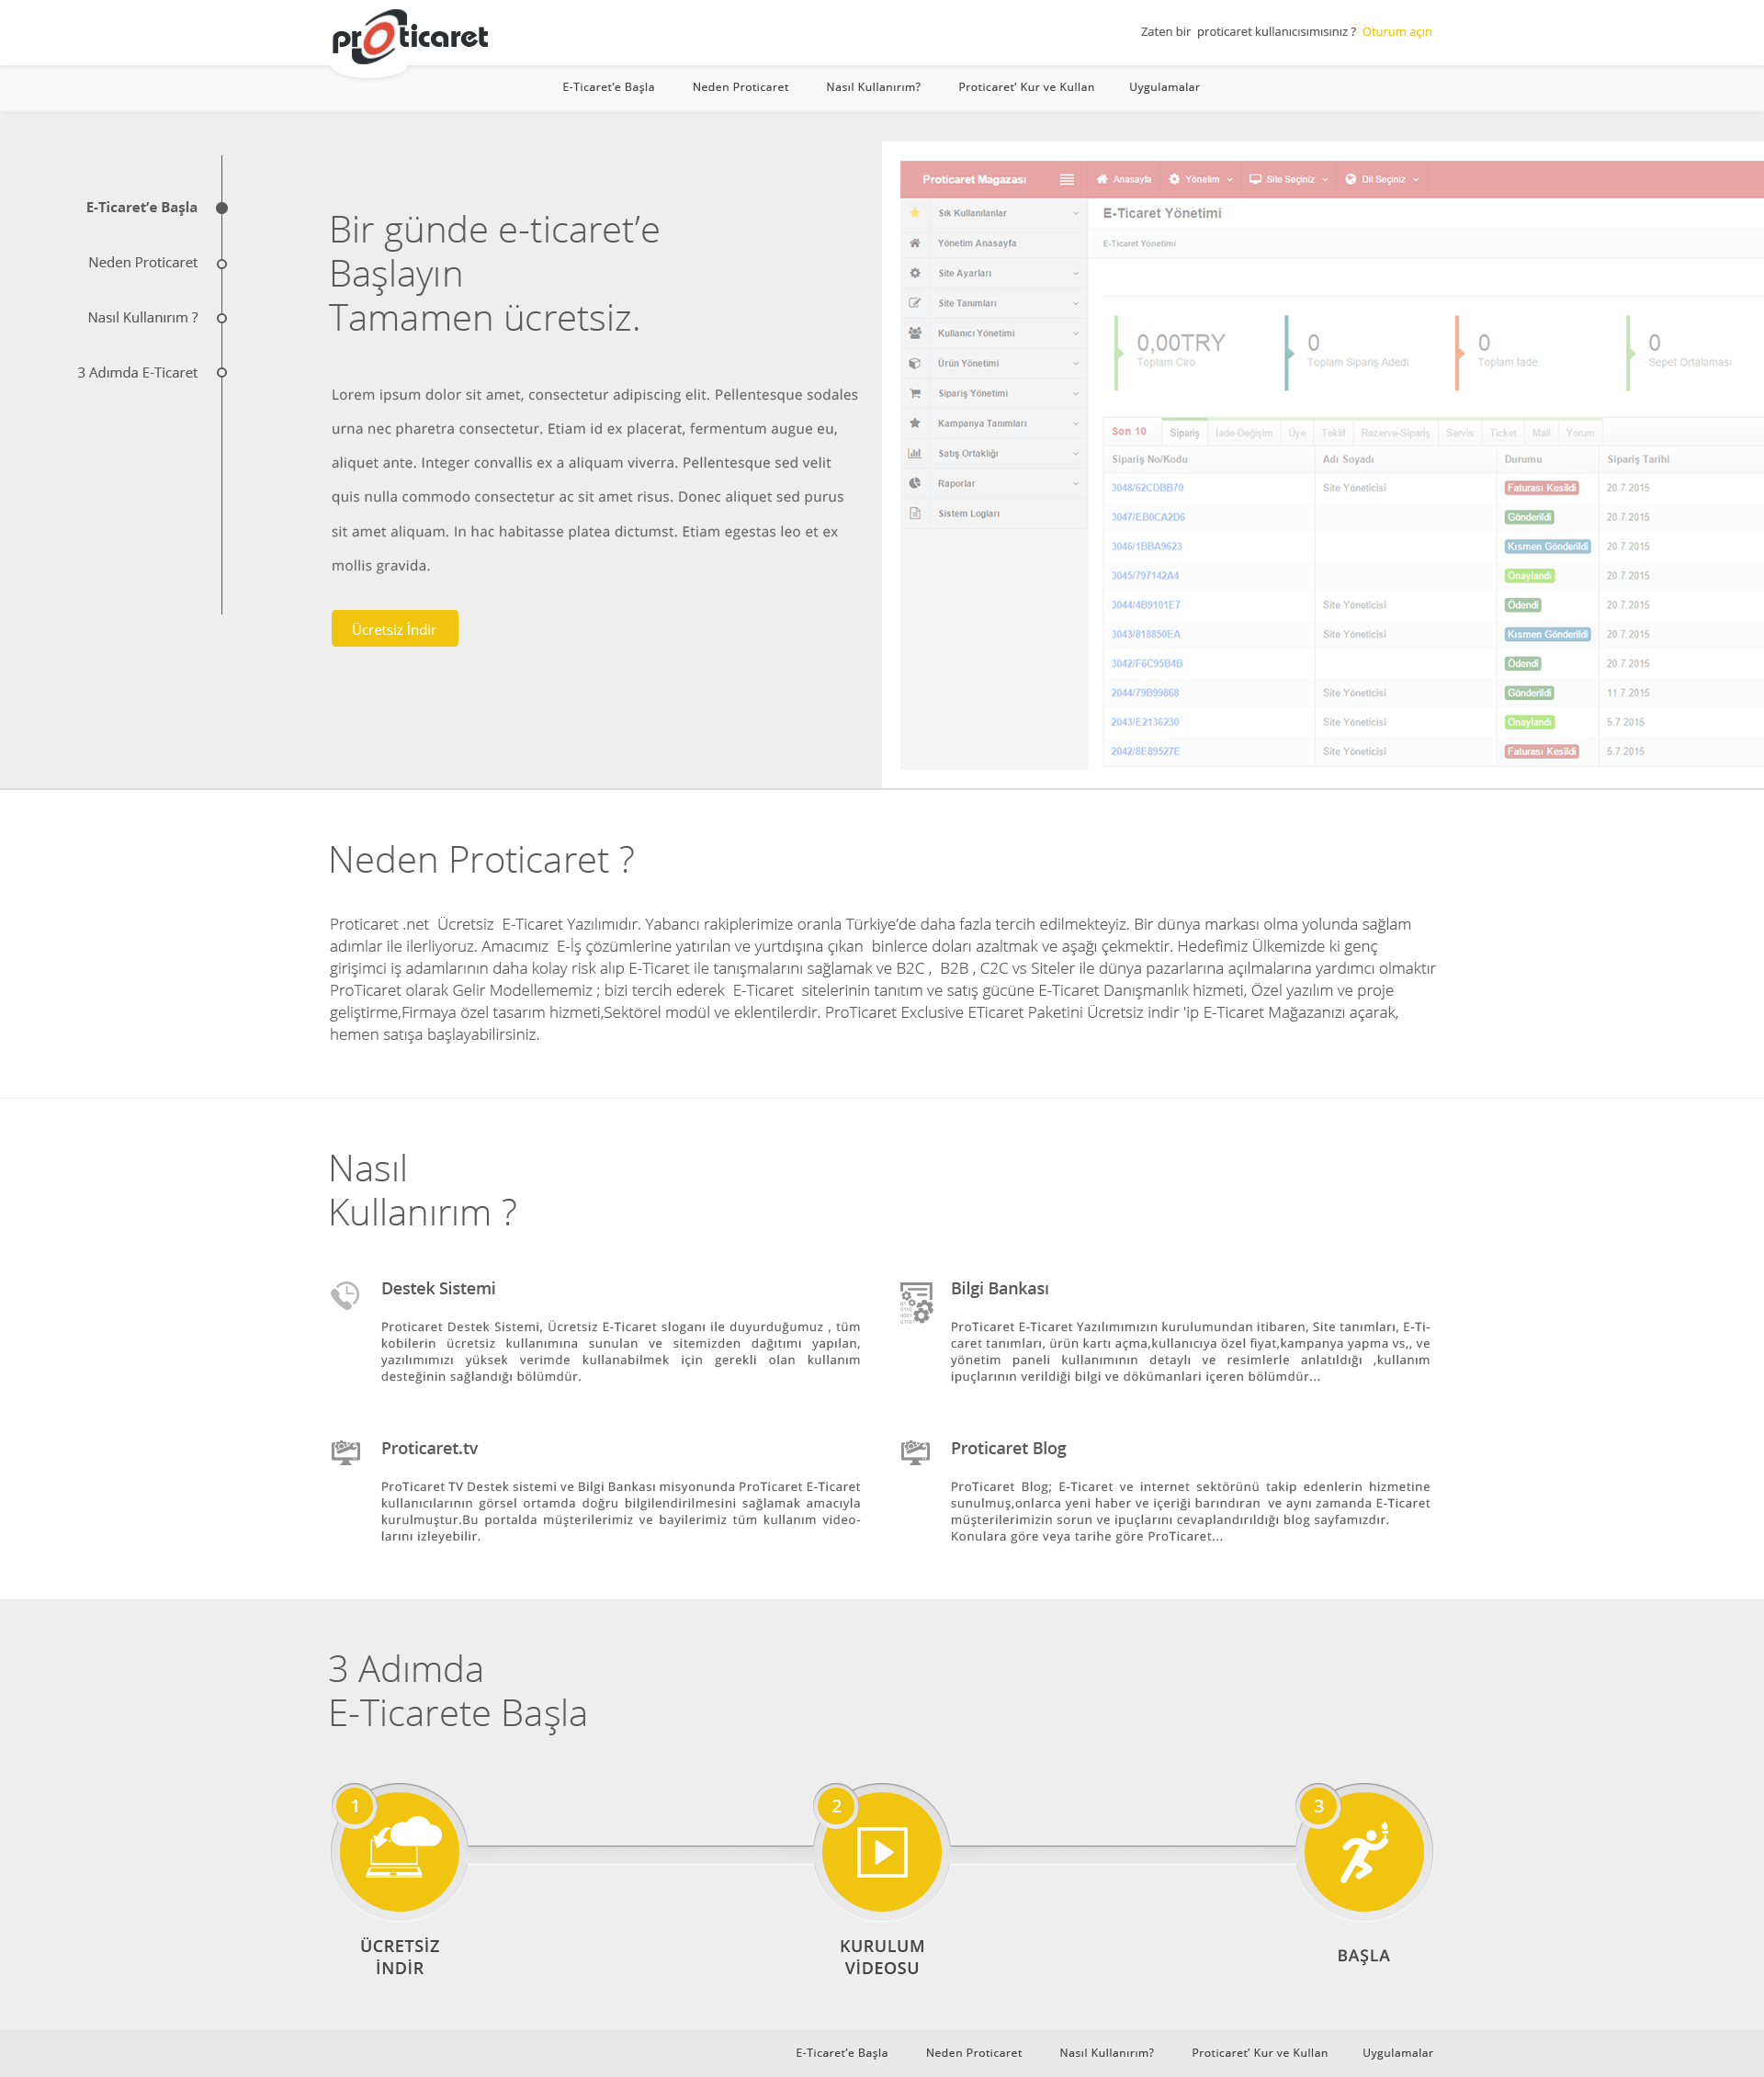 proticaret
Zaten bir proticaret kullanıcısımısınız ? Oturum açın
E-Ticaret’e Başla Neden Proticaret Nasıl Kullanırım? Proticaret’ Kur ve Kullan Uygulamalar
E-Ticaret’e Başla
Neden Proticaret
Nasıl Kullanırım ?
3 Adımda E-Ticaret
Bir günde e-ticaret’e
Başlayın
Tamamen ücretsiz.
Lorem ipsum dolor sit amet, consectetur adipiscing elit. Pellentesque sodales
urna nec pharetra consectetur. Etiam id ex placerat, fermentum augue eu,
aliquet ante. Integer convallis ex a aliquam viverra. Pellentesque sed velit
quis nulla commodo consectetur ac sit amet risus. Donec aliquet sed purus
sit amet aliquam. In hac habitasse platea dictumst. Etiam egestas leo et ex
mollis gravida.
Ücretsiz İndir
Proticaret Magazası Anasayfa Yönetim Site Seçiniz Dil Seçiniz
Sık Kullanılanlar
Yönetim Anasayfa
Site Ayarları
Site Tanımları
Kullanıcı Yönetimi
Ürün Yönetimi
Sipariş Yönetimi
Kampanya Tanımları
Satış Ortaklığı
Raporlar
Sistem Logları
E-Ticaret Yönetimi
E-Ticaret Yönetimi
0,00TRY 0 0 0
Toplam Ciro Toplam Sipariş Adedi Toplam İade Sepet Ortalaması
Son 10 Sipariş İade-Değişim Üye Teklif Rezerve-Sipariş Servis Ticket Mail Yorum
Sipariş No/Kodu Adı Soyadı Durumu Sipariş Tarihi
3048/62CDBB70 Site Yöneticisi Faturası Kesildi 20.7.2015
3047/EB0CA2D6 Gönderildi 20.7.2015
3046/1BBA9623 Kısmen Gönderildi 20.7.2015
3045/797142A4 Onaylandı 20.7.2015
3044/4B9101E7 Site Yöneticisi Ödendi 20.7.2015
3043/818850EA Site Yöneticisi Kısmen Gönderildi 20.7.2015
3042/F6C95B4B Ödendi 20.7.2015
2044/79B99868 Site Yöneticisi Gönderildi 11.7.2015
2043/E2136230 Site Yöneticisi Onaylandı 5.7.2015
2042/8E89527E Site Yöneticisi Faturası Kesildi 5.7.2015
Neden Proticaret ?
Proticaret .net Ücretsiz E-Ticaret Yazılımıdır. Yabancı rakiplerimize oranla Türkiye’de daha fazla tercih edilmekteyiz. Bir dünya markası olma yolunda sağlam
adımlar ile ilerliyoruz. Amacımız E-İş çözümlerine yatırılan ve yurtdışına çıkan binlerce doları azaltmak ve aşağı çekmektir. Hedefimiz Ülkemizde ki genç
girişimci iş adamlarının daha kolay risk alıp E-Ticaret ile tanışmalarını sağlamak ve B2C , B2B , C2C vs Siteler ile dünya pazarlarına açılmalarına yardımcı olmaktır
ProTicaret olarak Gelir Modellememiz ; bizi tercih ederek E-Ticaret sitelerinin tanıtım ve satış gücüne E-Ticaret Danışmanlık hizmeti, Özel yazılım ve proje
geliştirme,Firmaya özel tasarım hizmeti,Sektörel modül ve eklentilerdir. ProTicaret Exclusive ETicaret Paketini Ücretsiz indir 'ip E-Ticaret Mağazanızı açarak,
hemen satışa başlayabilirsiniz.
Nasıl
Kullanırım ?
Destek Sistemi
Proticaret Destek Sistemi, Ücretsiz E-Ticaret sloganı ile duyurduğumuz , tüm
kobilerin ücretsiz kullanımına sunulan ve sitemizden dağıtımı yapılan,
yazılımımızı yüksek verimde kullanabilmek için gerekli olan kullanım
desteğinin sağlandığı bölümdür.
Bilgi Bankası
ProTicaret E-Ticaret Yazılımımızın kurulumundan itibaren, Site tanımları, E-Ti-
caret tanımları, ürün kartı açma,kullanıcıya özel fiyat,kampanya yapma vs,, ve
yönetim paneli kullanımının detaylı ve resimlerle anlatıldığı ,kullanım
ipuçlarının verildiği bilgi ve dökümanlari içeren bölümdür...
Proticaret.tv
ProTicaret TV Destek sistemi ve Bilgi Bankası misyonunda ProTicaret E-Ticaret
kullanıcılarının görsel ortamda doğru bilgilendirilmesini sağlamak amacıyla
kurulmuştur.Bu portalda müşterilerimiz ve bayilerimiz tüm kullanım video-
larını izleyebilir.
Proticaret Blog
ProTicaret Blog; E-Ticaret ve internet sektörünü takip edenlerin hizmetine
sunulmuş,onlarca yeni haber ve içeriği barındıran ve aynı zamanda E-Ticaret
müşterilerimizin sorun ve ipuçlarını cevaplandırıldığı blog sayfamızdır.
Konulara göre veya tarihe göre ProTicaret...
3 Adımda
E-Ticarete Başla
1 2 3
ÜCRETSİZ
İNDİR
KURULUM
VİDEOSU
BAŞLA
E-Ticaret’e Başla Neden Proticaret Nasıl Kullanırım? Proticaret’ Kur ve Kullan Uygulamalar